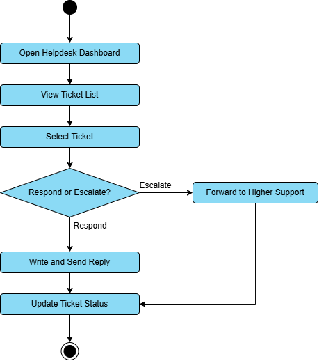 Open Helpdesk Dashboard
View Ticket List
Select Ticket
Respond or Escalate?
Escalate
Forward to Higher Support
Respond
Write and Send Reply
Update Ticket Status